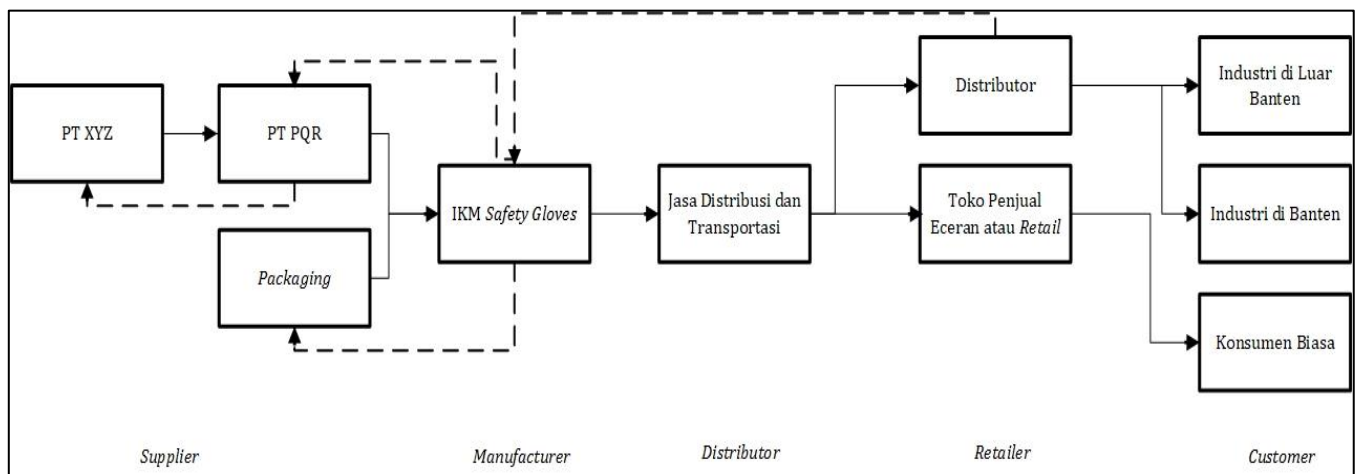 PT XYZ
PT PQR
Packaging
IKM Safety Gloves
Jasa Distribusi dan
Transportasi
Distributor
Toko Penjual
Eceran atau Retail
Industri di Luar
Banten
Industri di Banten
Konsumen Biasa
Supplier
Manufacturer
Distributor
Retailer
Customer